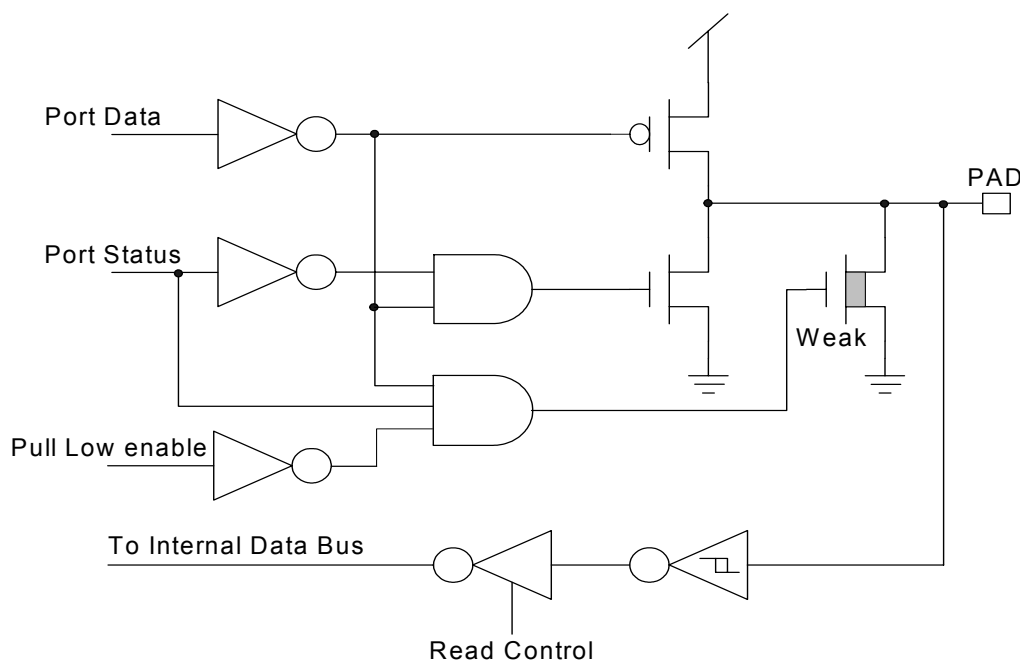 Port Data
PAD
Port Status
Weak
Pull Low enable
To Internal Data Bus
Read Control